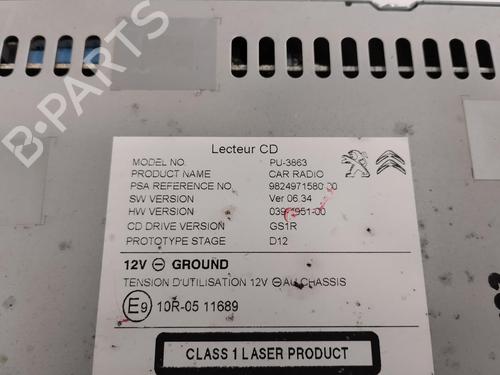 B-PARTS
Lecteur CD
MODEL NO. PU-3863
PRODUCT NAME CAR RADIO
PSA REFERENCE NO. 9824971580 00
SW VERSION Ver 06.34
HW VERSION
CD DRIVE VERSION GS1R
PROTOTYPE STAGE D12
12V ⊖ GROUND
TENSION D'UTILISATION 12V ⊖ AU CHASSIS
E9 10R-05 11689
CLASS 1 LASER PRODUCT